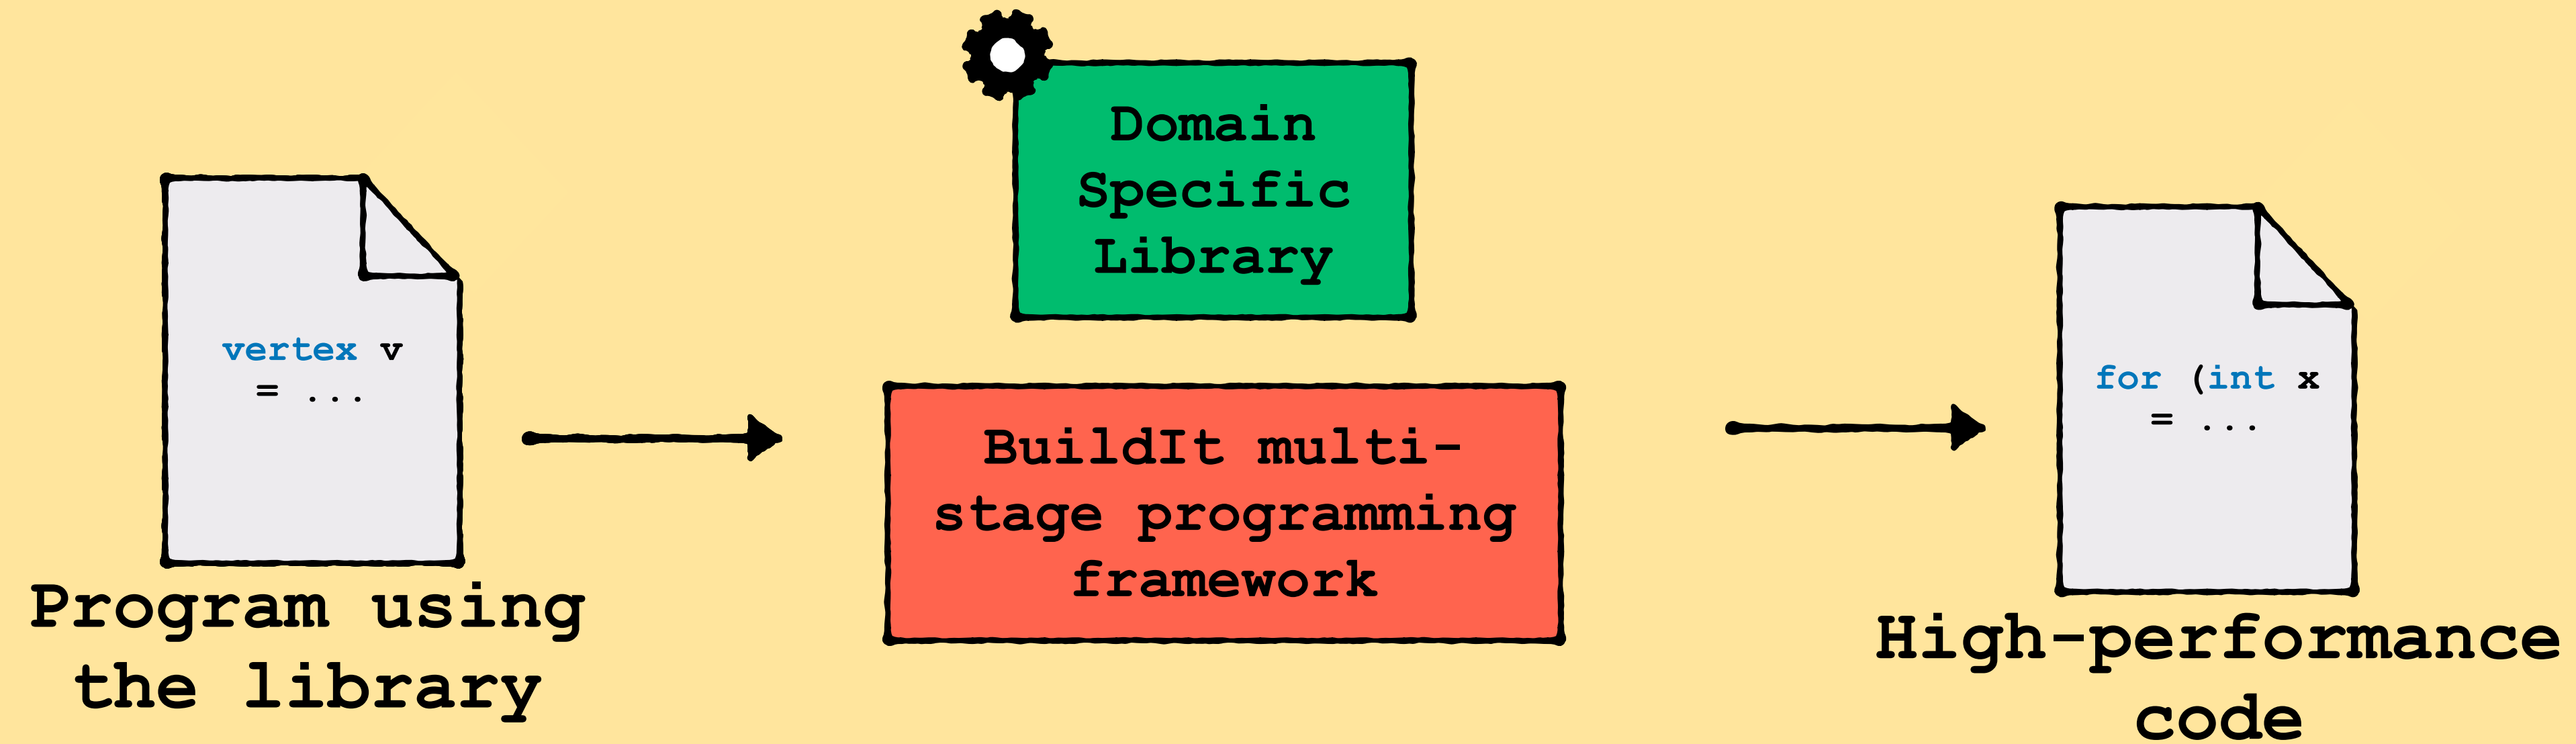 vertex v
= ...
Program using
the library
Domain
Specific
Library
BuildIt multi-
stage programming
framework
for (int x
= ...
High-performance
code